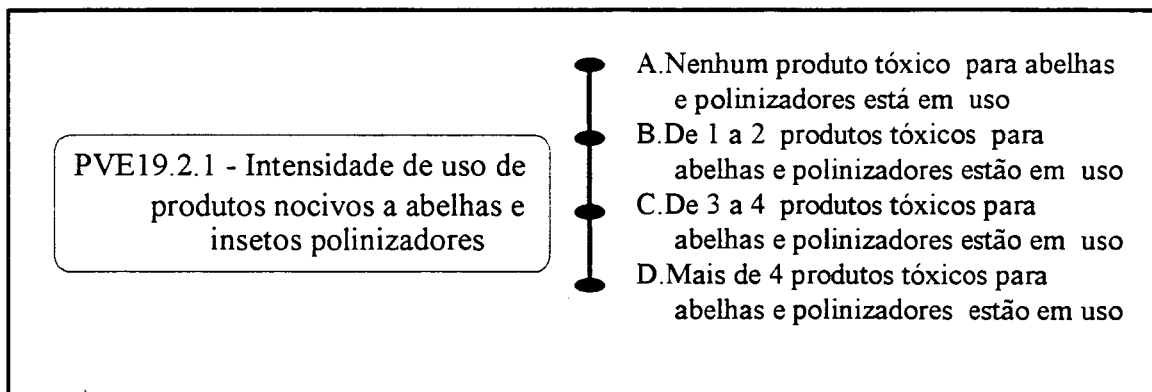 PVE19.2.1 - Intensidade de uso de
produtos nocivos a abelhas e
insetos polinizadores
A.Nenhum produto tóxico para abelhas
e polinizadores está em uso
B.De 1 a 2 produtos tóxicos para
abelhas e polinizadores estão em uso
C.De 3 a 4 produtos tóxicos para
abelhas e polinizadores estão em uso
D.Mais de 4 produtos tóxicos para
abelhas e polinizadores estão em uso